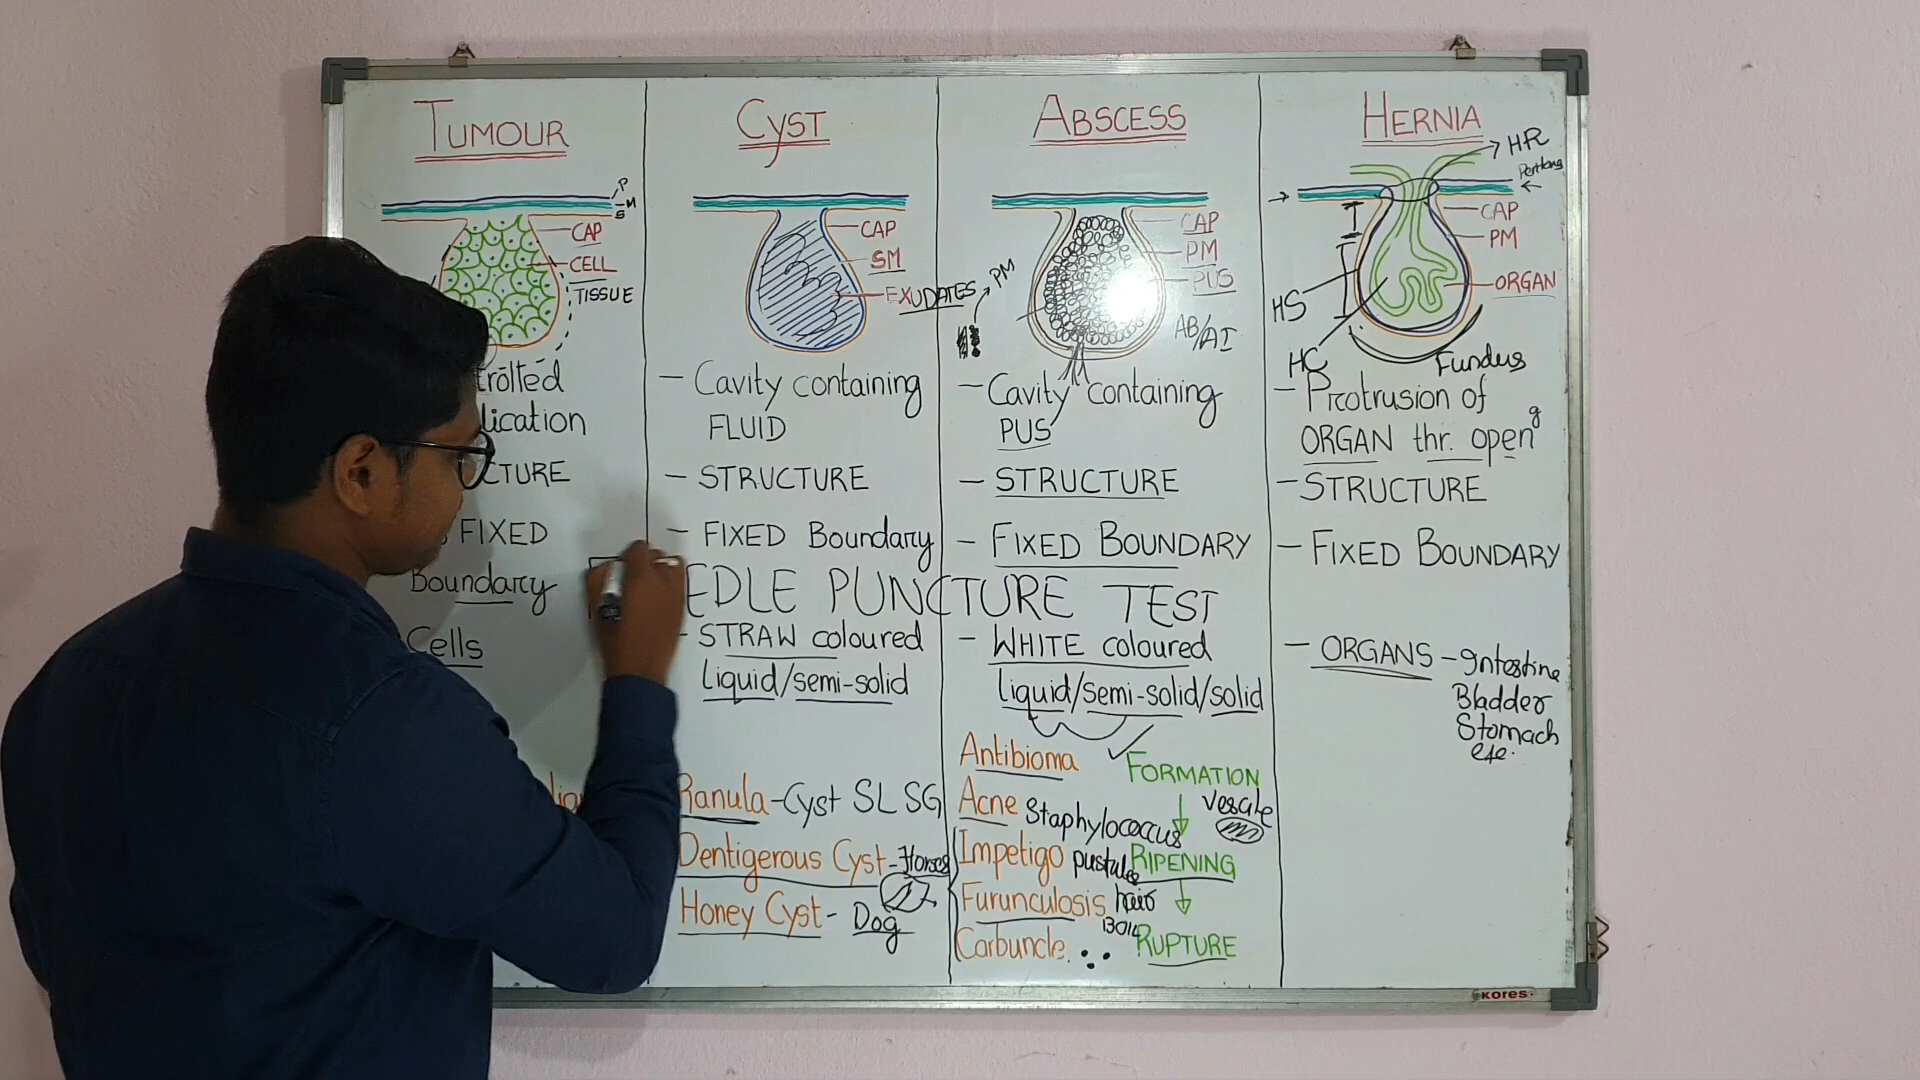 TUMOUR
P
M
S
CAP
CELL
TISSUE
trolled
lication
CTURE
FIXED
Boundary
Cells
CYST
CAP
SM
EXUDATES
- Cavity containing
FLUID
- STRUCTURE
- FIXED Boundary
EDLE PUNCTURE TEST
- STRAW coloured
liquid/semi-solid
Ranula-Cyst SL SG
Dentigerous Cyst-Horses
Honey Cyst- Dog
ABSCESS
CAP
PM
PUS
PM
AB/AI
- Cavity containing
PUS
- STRUCTURE
- FIXED BOUNDARY
- WHITE coloured
liquid/semi-solid/solid
Antibioma
Acne Staphylococcus
Impetigo pustules
Furunculosis hair
BOIL
Carbuncle
FORMATION
Vesicle
RIPENING
RUPTURE
HERNIA
HR
CAP
PM
ORGAN
HS
HC
Fundus
- Protrusion of
ORGAN thr. open g
- STRUCTURE
- FIXED BOUNDARY
- ORGANS - Intestine
Bladder
Stomach
etc.
KORES